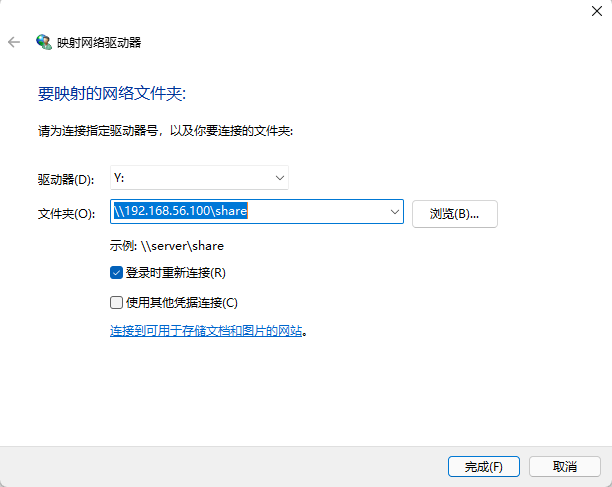 映射网络驱动器
要映射的网络文件夹:
请为连接指定驱动器号，以及你要连接的文件夹:
驱动器(D): Y:
文件夹(O): \\192.168.56.100\share 浏览(B)...
示例: \\server\share
登录时重新连接(R)
使用其他凭据连接(C)
连接到可用于存储文档和图片的网站。
完成(F) 取消